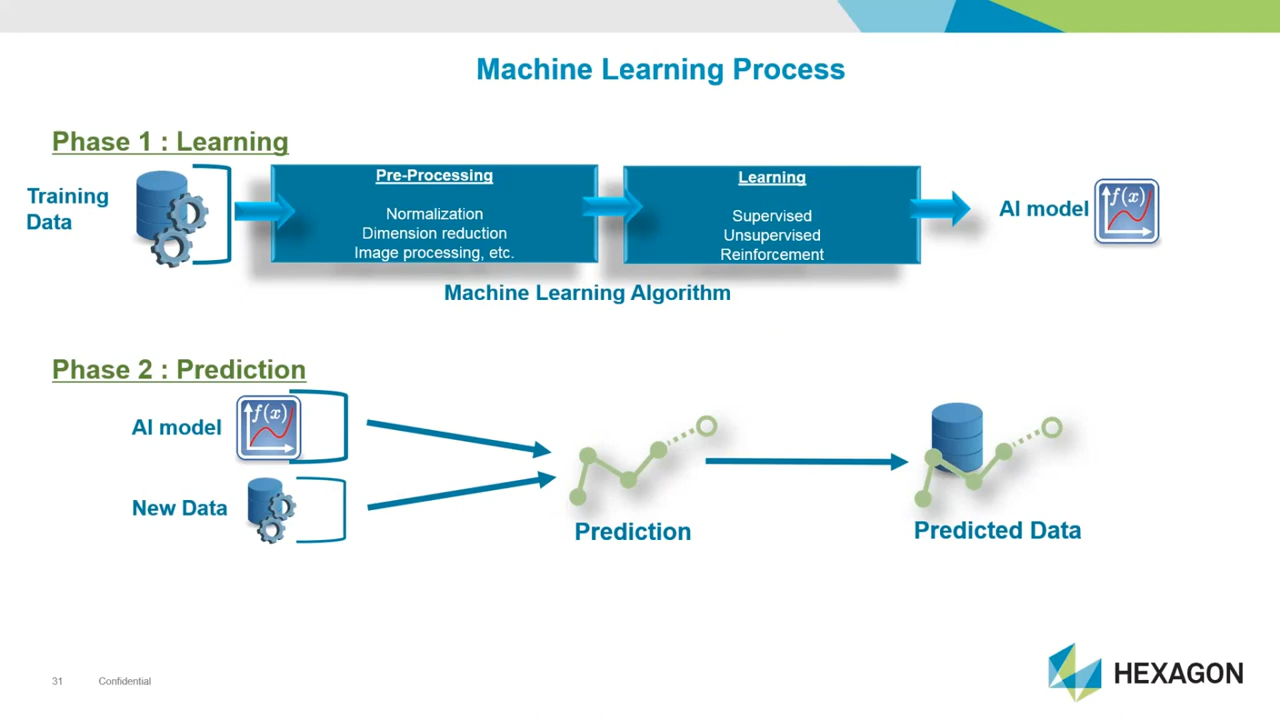 Machine Learning Process
Phase 1 : Learning
Training
Data
Pre-Processing
Normalization
Dimension reduction
Image processing, etc.
Learning
Supervised
Unsupervised
Reinforcement
AI model
f(x)
Machine Learning Algorithm
Phase 2 : Prediction
AI model
f(x)
New Data
Prediction
Predicted Data
31
Confidential
HEXAGON